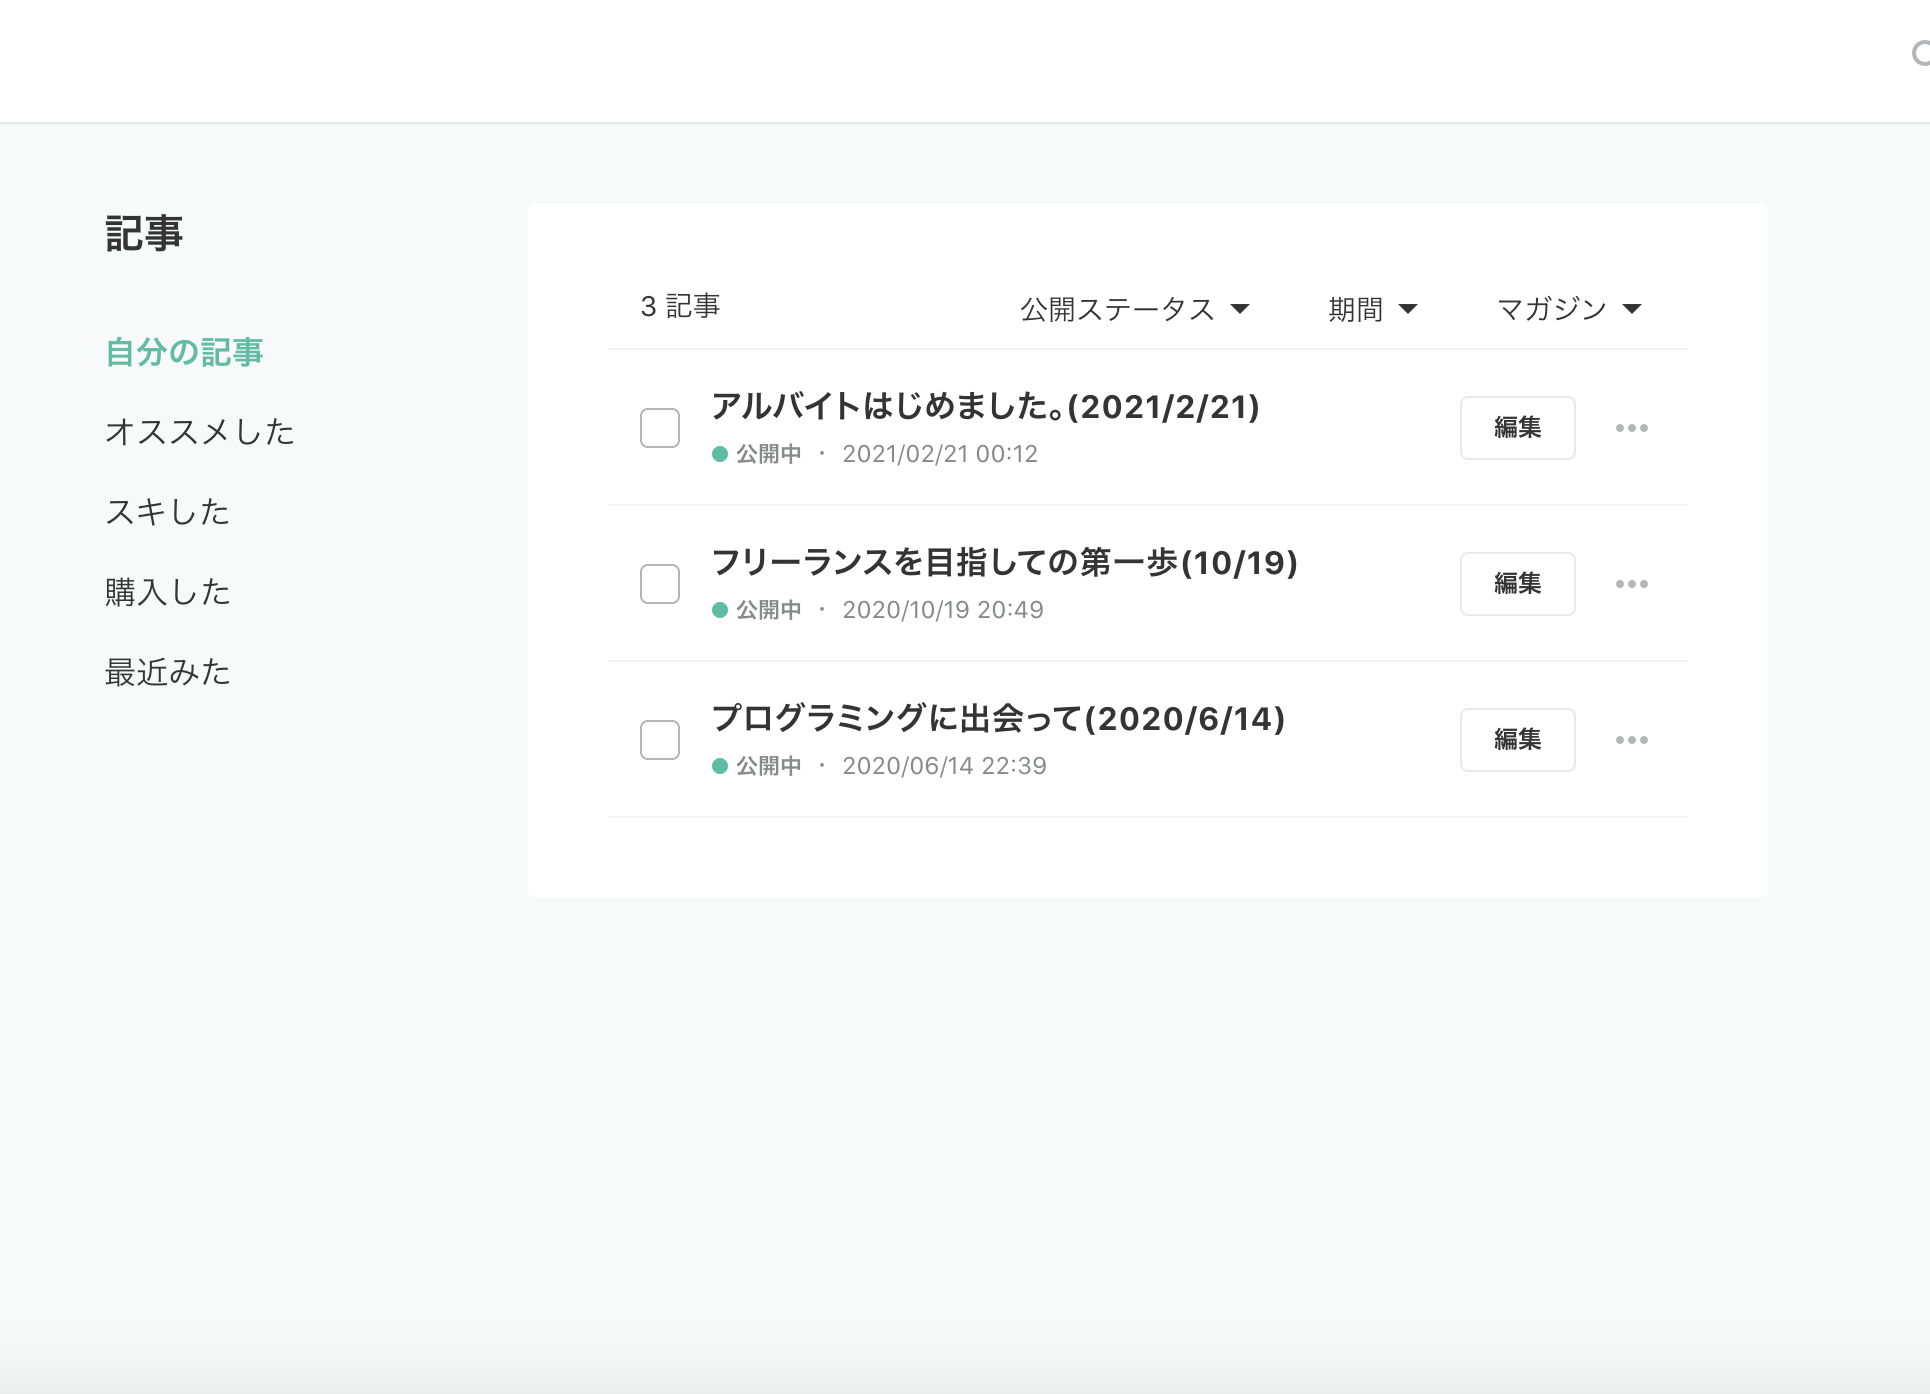 記事
自分の記事
オススメした
スキした
購入した
最近みた
3 記事
公開ステータス
期間
マガジン
アルバイトはじめました。(2021/2/21)
公開中 ・ 2021/02/21 00:12
編集
フリーランスを目指しての第一歩(10/19)
公開中 ・ 2020/10/19 20:49
編集
プログラミングに出会って(2020/6/14)
公開中 ・ 2020/06/14 22:39
編集